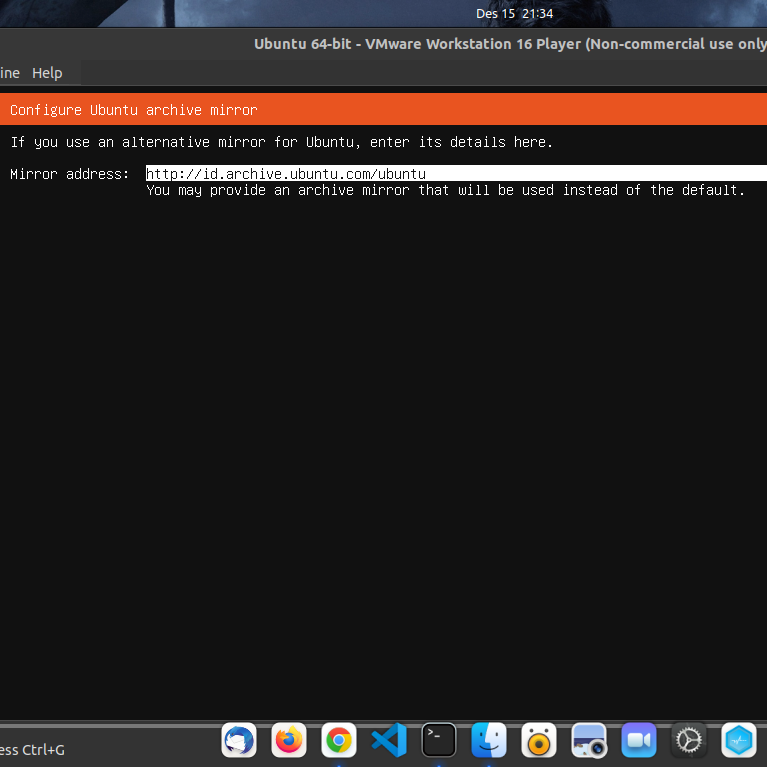 Des 15 21:34
Ubuntu 64-bit - VMware Workstation 16 Player (Non-commercial use only
ine Help
Configure Ubuntu archive mirror
If you use an alternative mirror for Ubuntu, enter its details here.
Mirror address: http://id.archive.ubuntu.com/ubuntu
You may provide an archive mirror that will be used instead of the default.
ess Ctrl+G